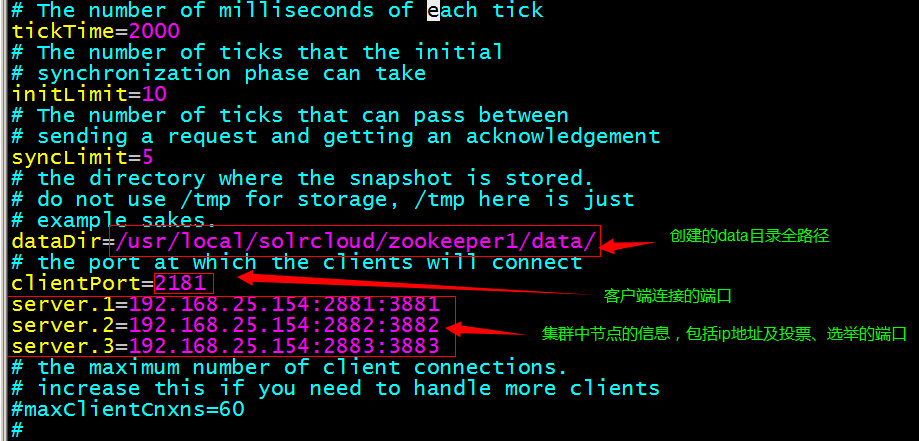 # The number of milliseconds of each tick
tickTime=2000
# The number of ticks that the initial
# synchronization phase can take
initLimit=10
# The number of ticks that can pass between
# sending a request and getting an acknowledgement
syncLimit=5
# the directory where the snapshot is stored.
# do not use /tmp for storage, /tmp here is just
# example sakes.
dataDir=/usr/local/solrcloud/zookeeper1/data/
创建的data目录全路径
# the port at which the clients will connect
clientPort=2181
客户端连接的端口
server.1=192.168.25.154:2881:3881
server.2=192.168.25.154:2882:3882
集群中节点的信息，包括ip地址及投票、选举的端口
server.3=192.168.25.154:2883:3883
# the maximum number of client connections.
# increase this if you need to handle more clients
#maxClientCnxns=60
#